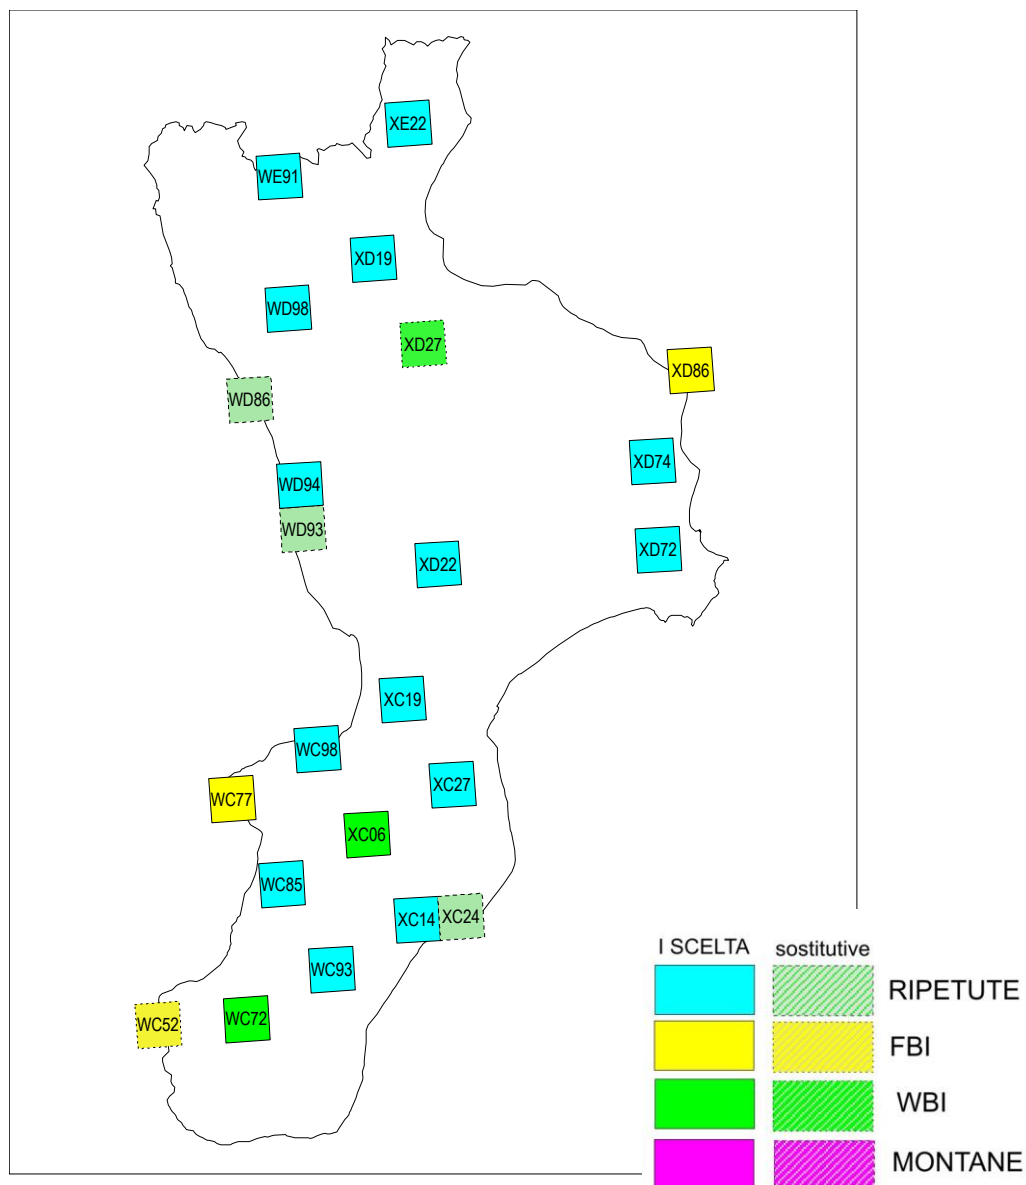 XE22
WE91
XD19
WD98
XD27
XD86
WD86
XD74
WD94
WD93
XD72
XD22
XC19
WC98
XC27
WC77
XC06
WC85
XC14 XC24
WC93
WC52 WC72
I SCELTA sostitutive
RIPETUTE
FBI
WBI
MONTANE